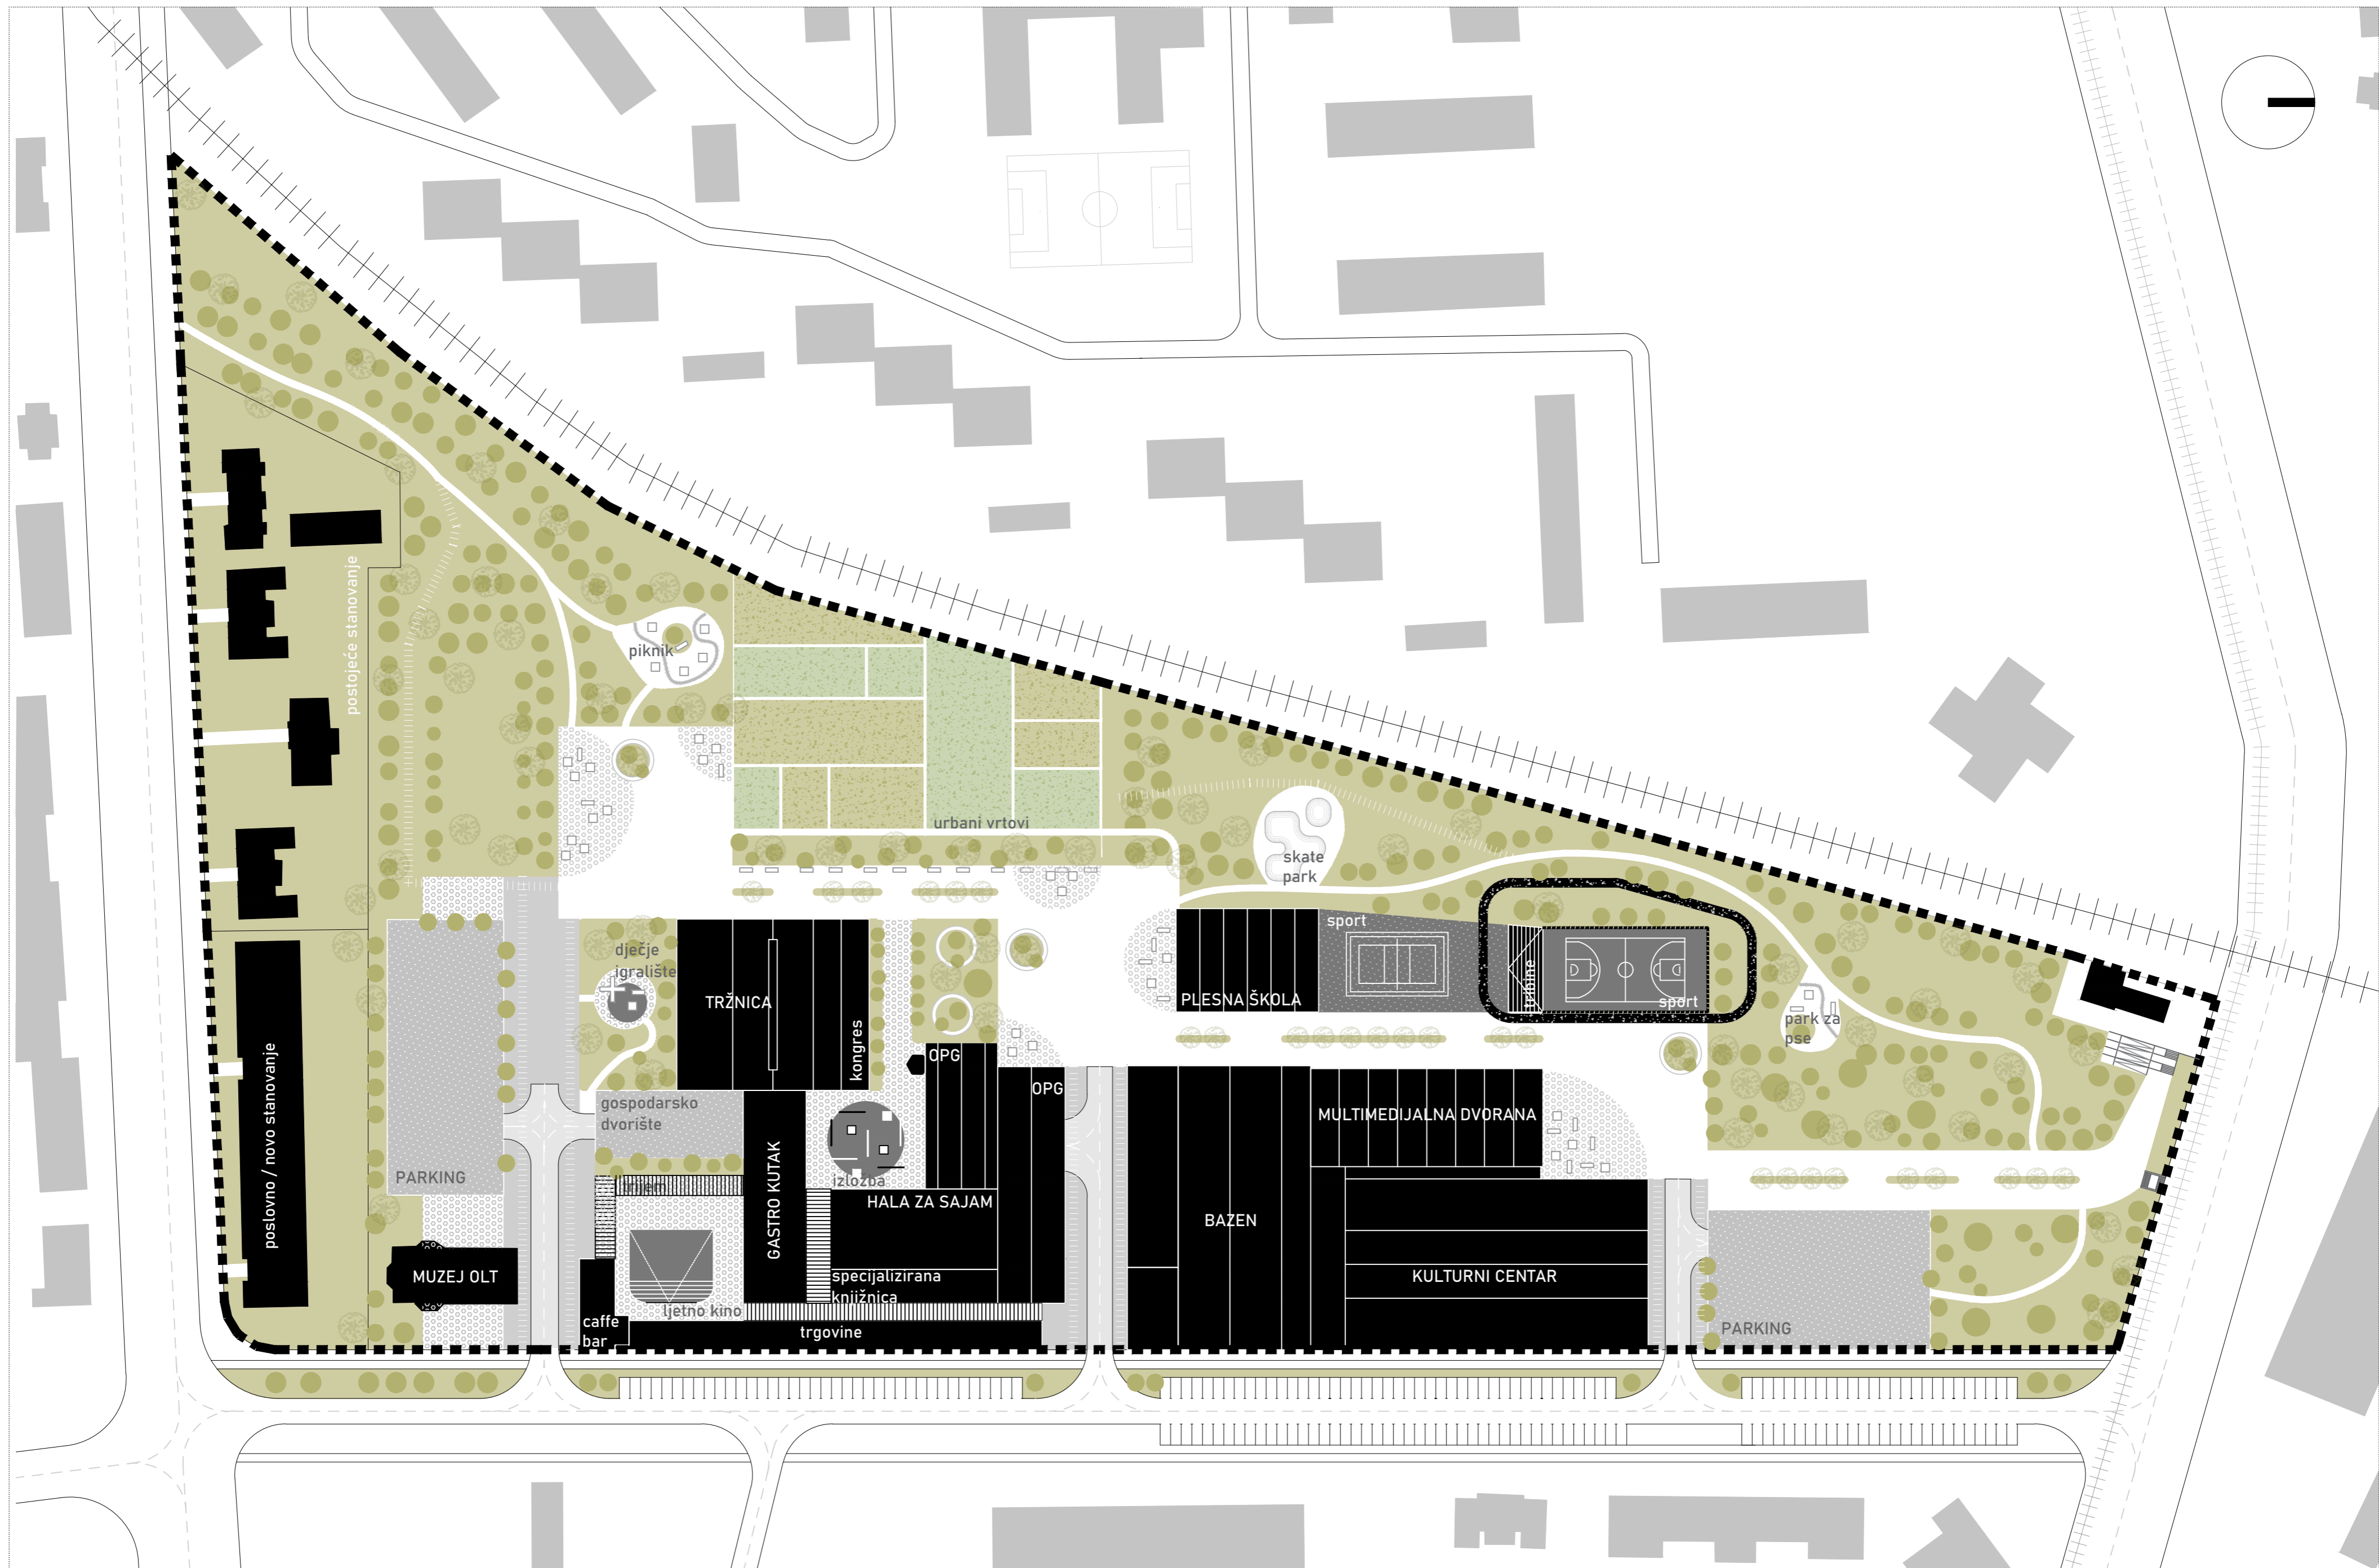 postojeće stanovanje
piknik
urbani vrtovi
skate
park
sport
tribine
sport
PLESNA ŠKOLA
park za
pse
dječje
igralište
TRŽNICA
kongres
OPG
OPG
gospodarsko
dvorište
GASTRO KUTAK
izložba
HALA ZA SAJAM
MULTIMEDIJALNA DVORANA
BAZEN
KULTURNI CENTAR
PARKING
trijem
poslovno / novo stanovanje
MUZEJ OLT
specijalizirana
knjižnica
ljetno kino
caffe
bar
trgovine
PARKING